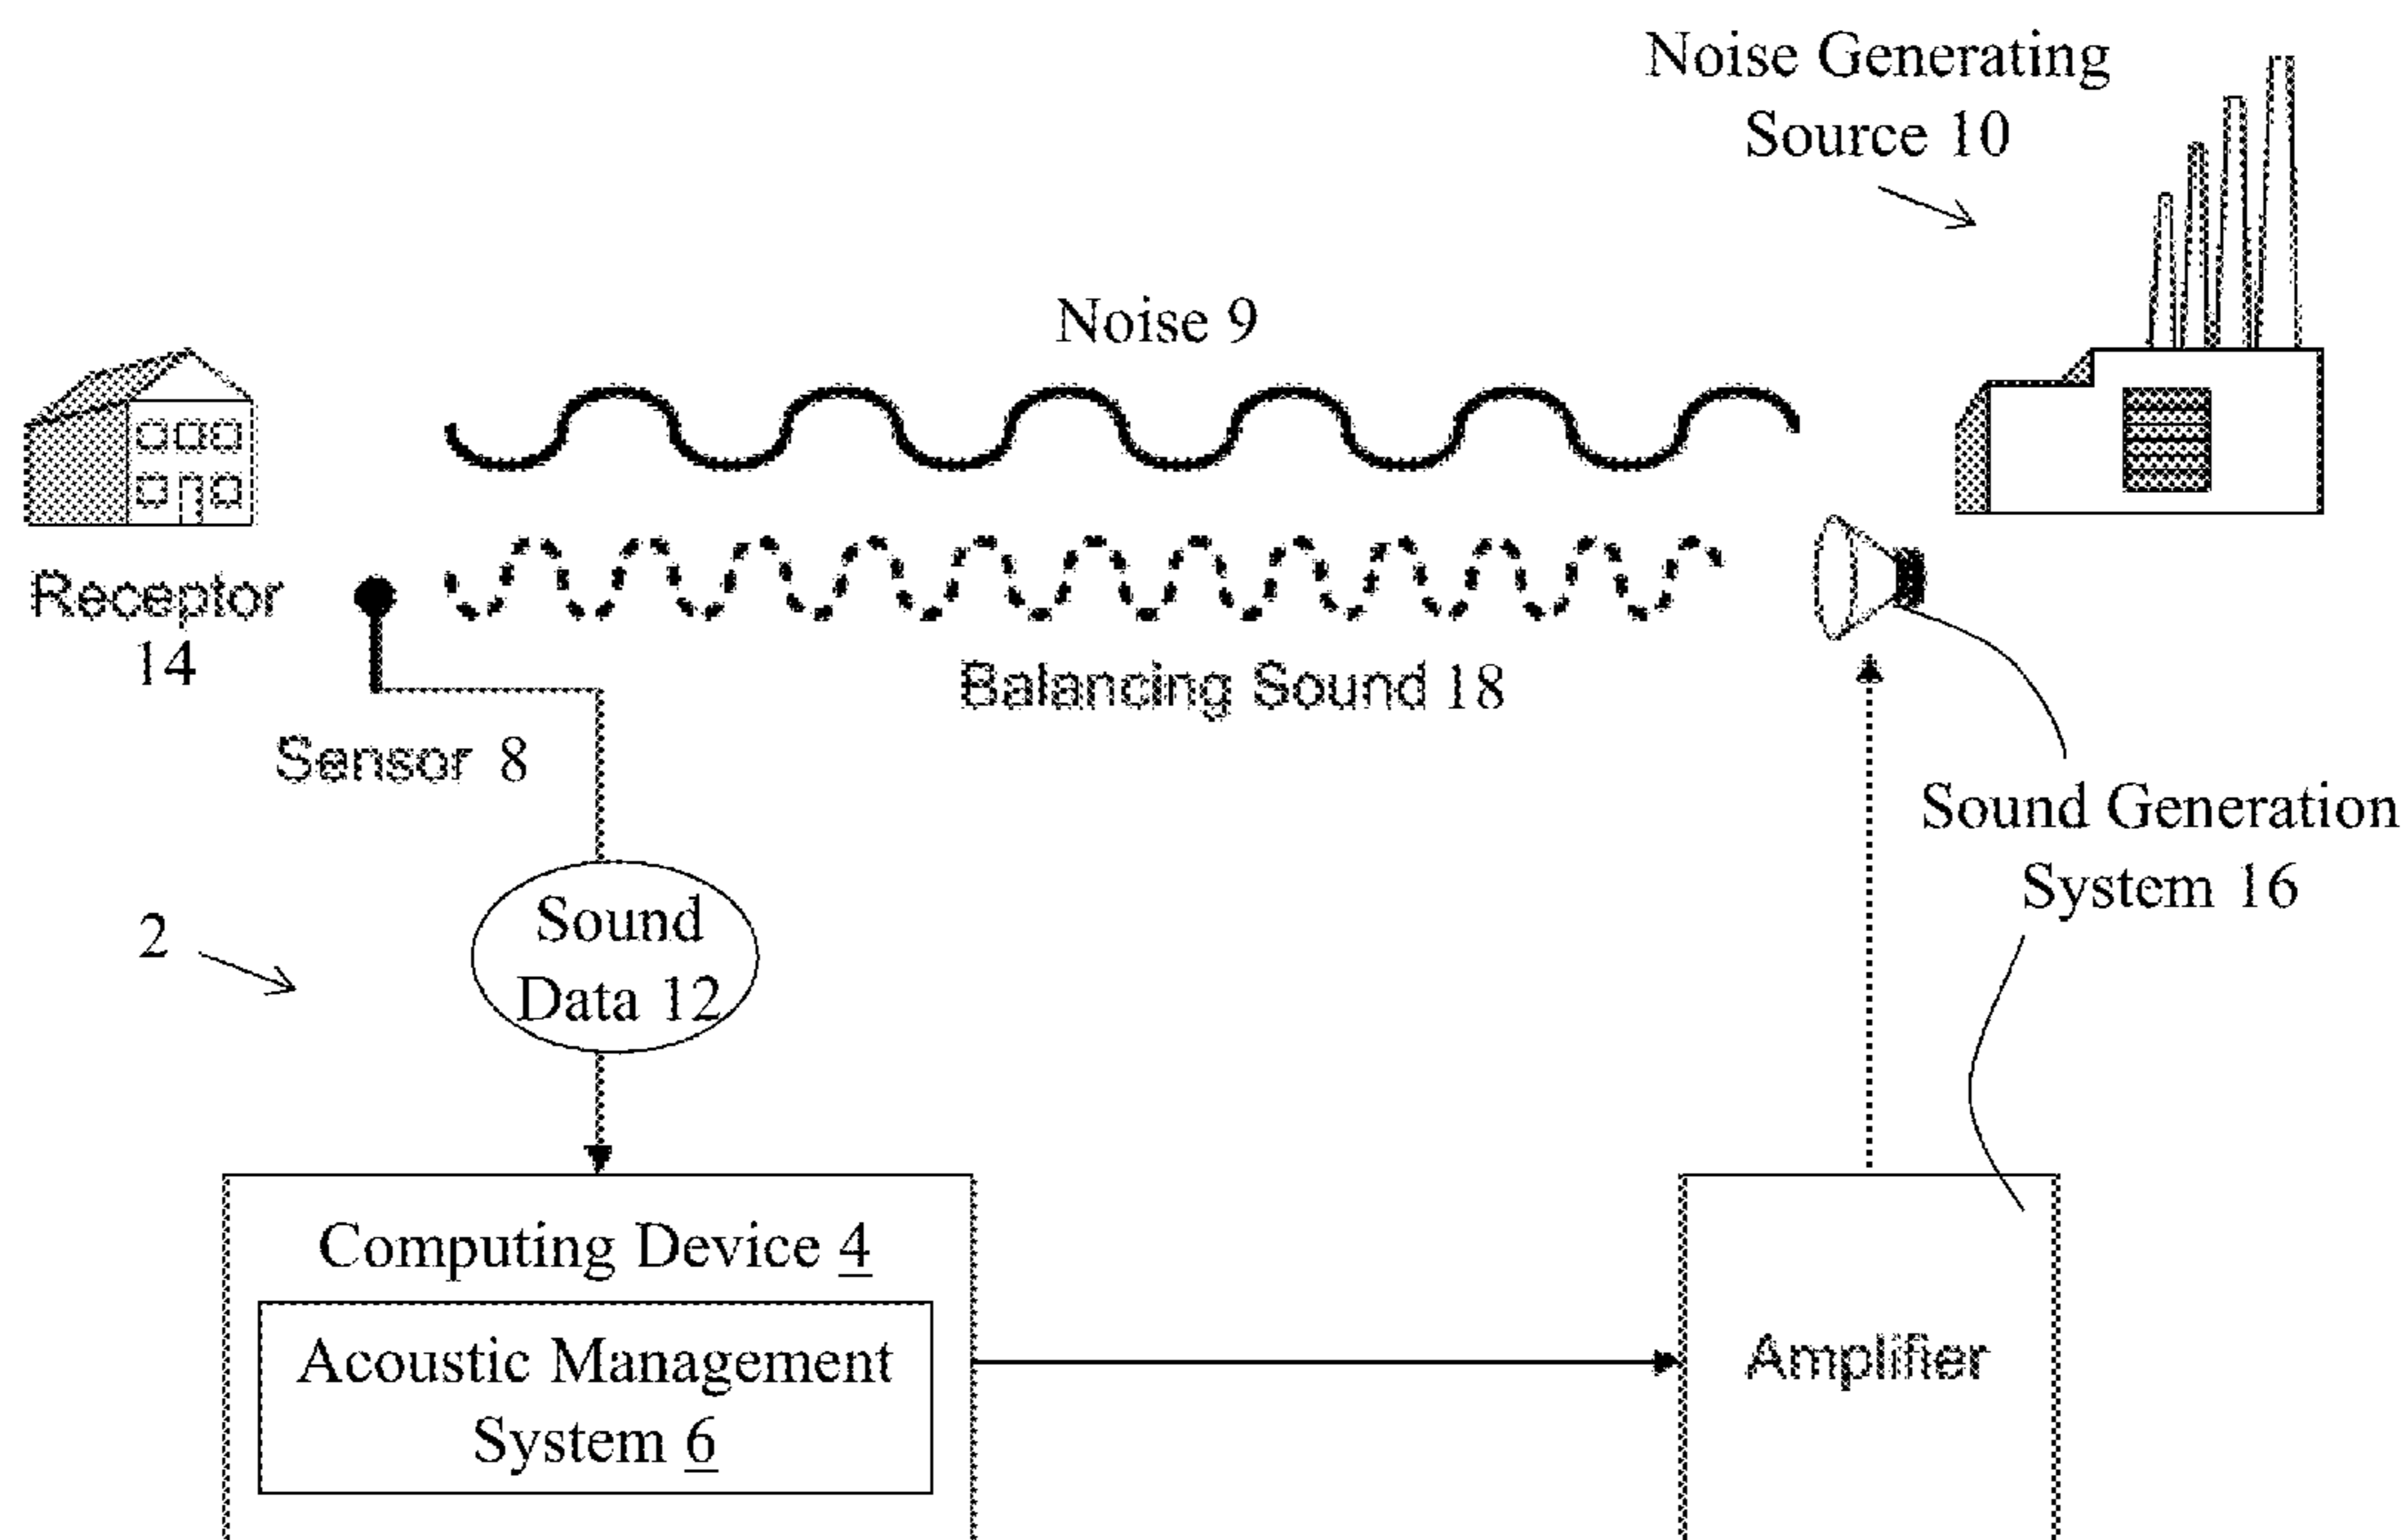 Noise Generating
Source 10
Noise 9
Receptor
14
Balancing Sound 18
Sensor 8
Sound Generation
System 16
Sound
Data 12
2
Computing Device 4
Acoustic Management
System 6
Amplifier